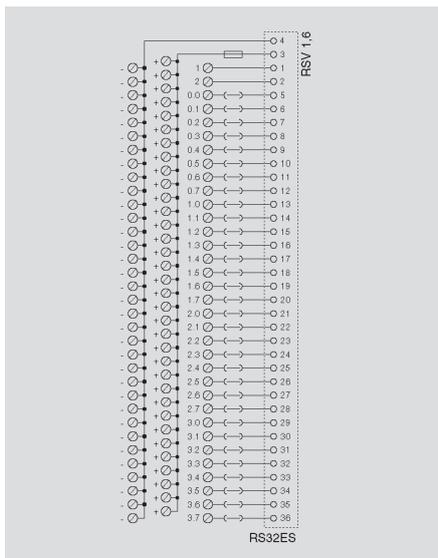 4
3
RSV 1,6
- + 1 1
- + 2 2
- + 0.0 5
- + 0.1 6
- + 0.2 7
- + 0.3 8
- + 0.4 9
- + 0.5 10
- + 0.6 11
- + 0.7 12
- + 1.0 13
- + 1.1 14
- + 1.2 15
- + 1.3 16
- + 1.4 17
- + 1.5 18
- + 1.6 19
- + 1.7 20
- + 2.0 21
- + 2.1 22
- + 2.2 23
- + 2.3 24
- + 2.4 25
- + 2.5 26
- + 2.6 27
- + 2.7 28
- + 3.0 29
- + 3.1 30
- + 3.2 31
- + 3.3 32
- + 3.4 33
- + 3.5 34
- + 3.6 35
- + 3.7 36
RS32ES